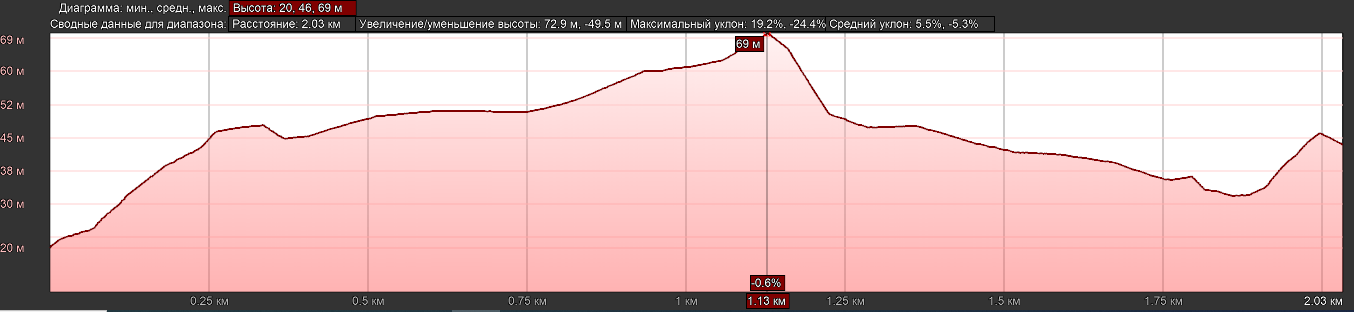 Диаграмма: мин.. средн., макс. Высота: 20, 46, 69 м
Сводные данные для диапазона: Расстояние: 2.03 км Увеличение/уменьшение высоты: 72.9 м, -49.5 м Максимальный уклон: 19.2%, -24.4% Средний уклон: 5.5%, -5.3%
69 м
69 м
60 м
52 м
45 м
38 м
30 м
20 м
-0.6%
0.25 км 0.5 км 0.75 км 1 км 1.13 км 1.25 км 1.5 км 1.75 км 2.03 км